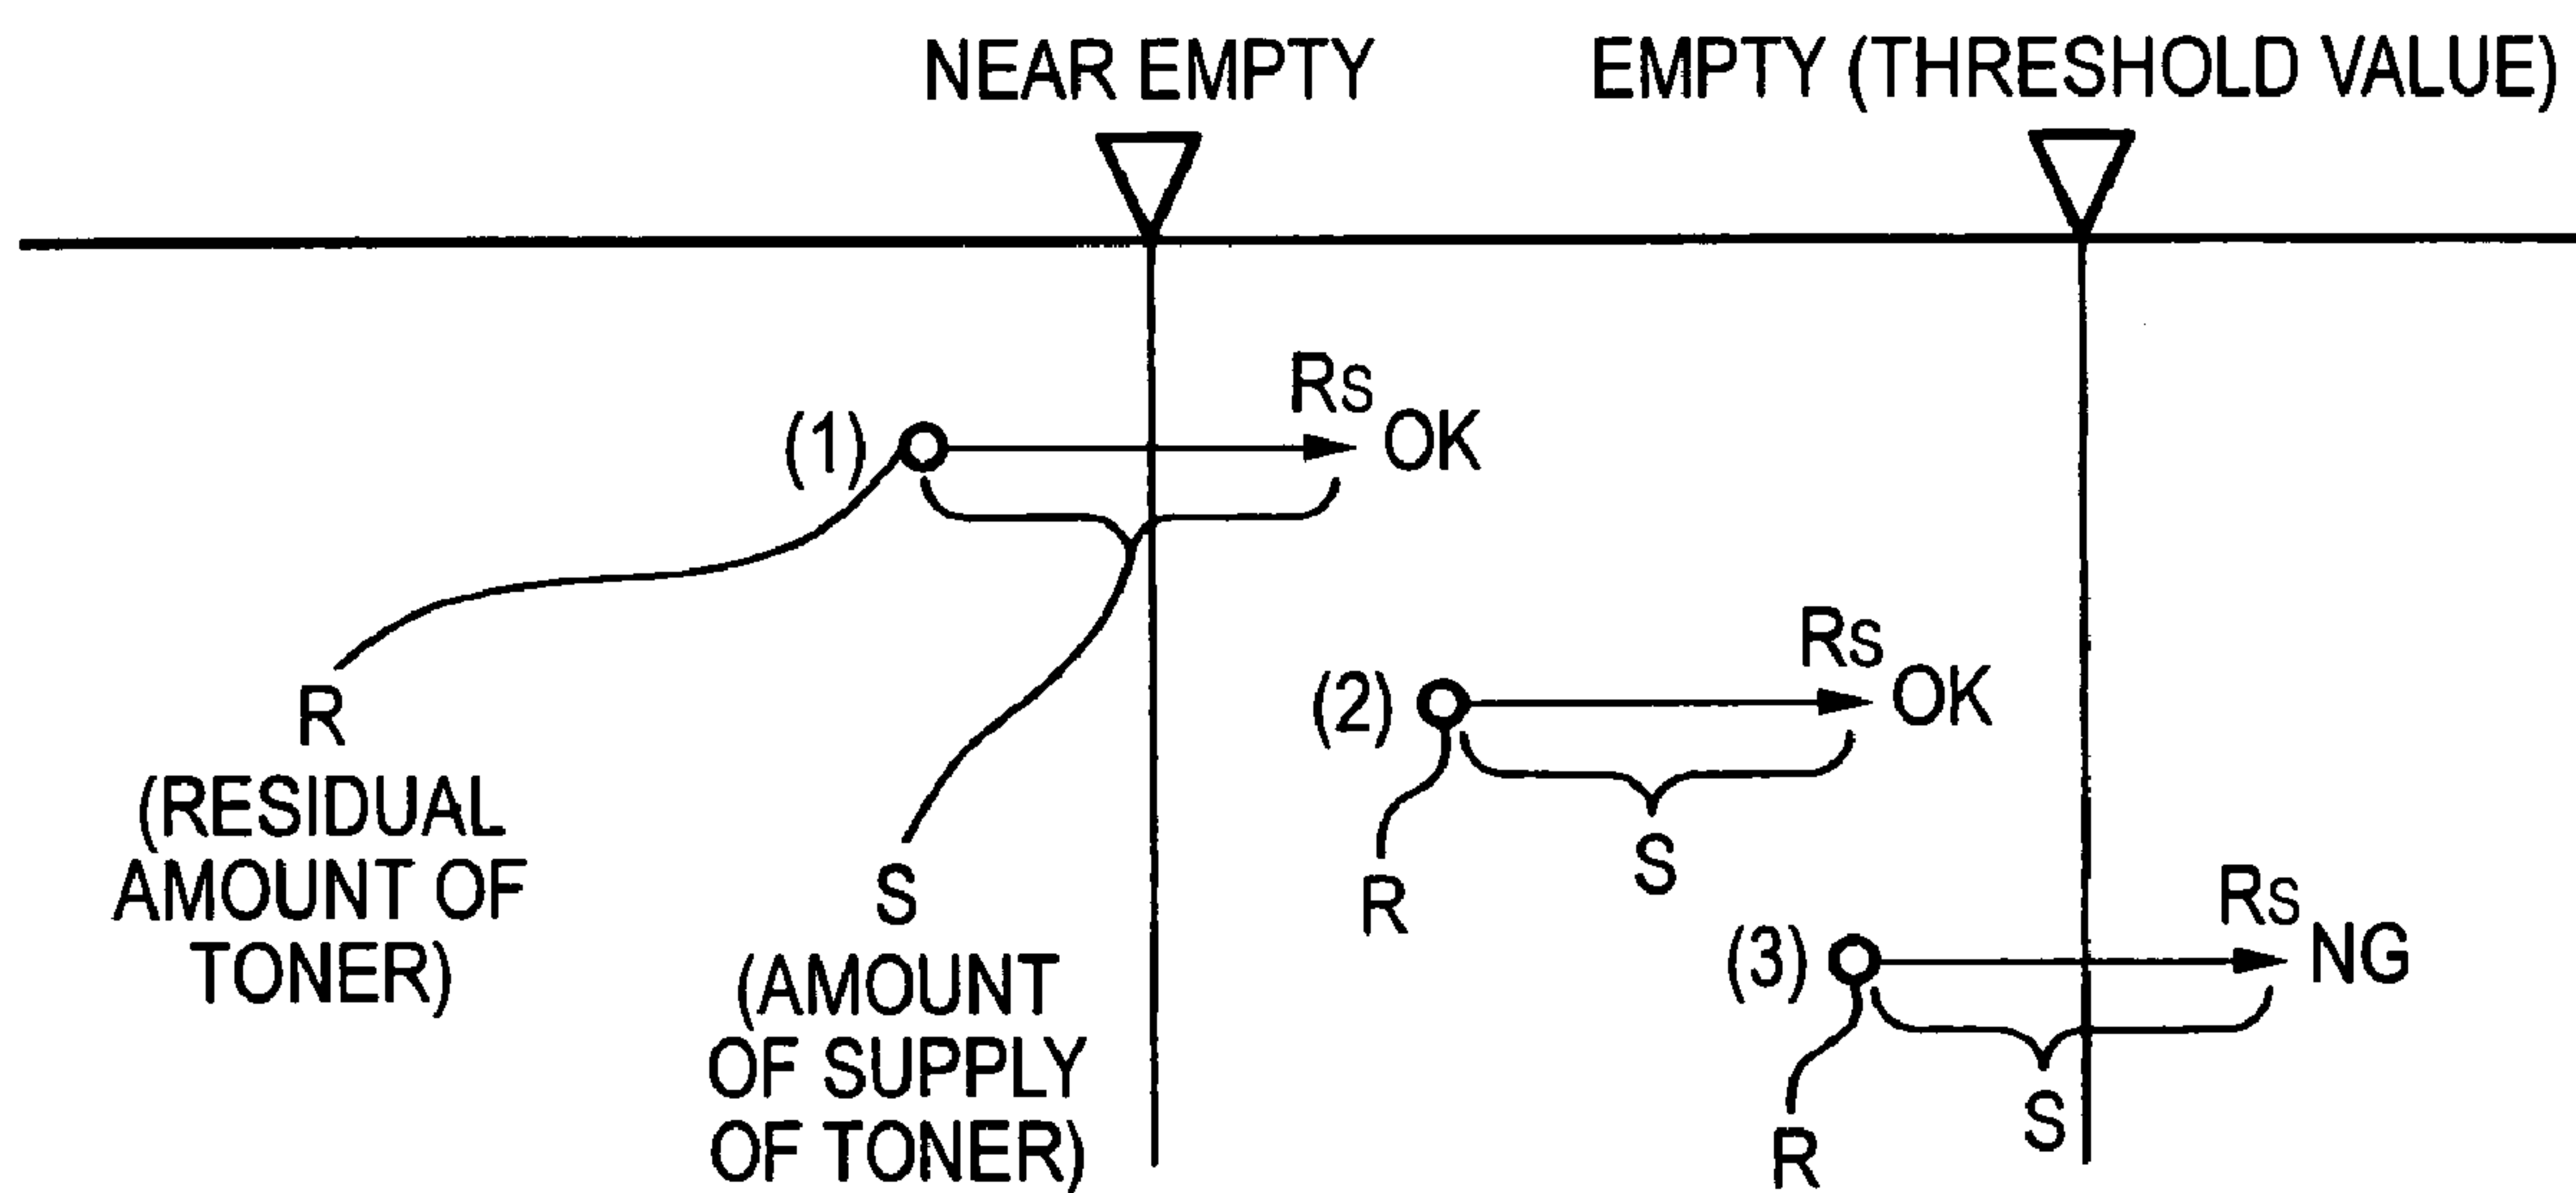 NEAR EMPTY
EMPTY (THRESHOLD VALUE)
(1)
RS
OK
R
(RESIDUAL
AMOUNT OF
TONER)
S
(AMOUNT
OF SUPPLY
OF TONER)
(2)
RS
OK
R
S
(3)
RS
NG
R
S